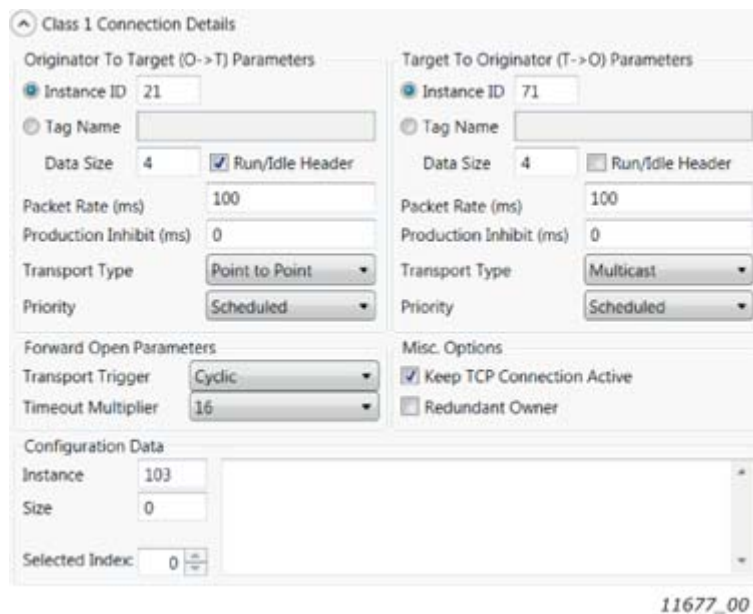 Class 1 Connection Details
Originator To Target (O->T) Parameters
Instance ID 21
Tag Name
Data Size 4 Run/Idle Header
Packet Rate (ms) 100
Production Inhibit (ms) 0
Transport Type Point to Point
Priority Scheduled
Target To Originator (T->O) Parameters
Instance ID 71
Tag Name
Data Size 4 Run/Idle Header
Packet Rate (ms) 100
Production Inhibit (ms) 0
Transport Type Multicast
Priority Scheduled
Forward Open Parameters
Transport Trigger Cyclic
Timeout Multiplier 16
Misc. Options
Keep TCP Connection Active
Redundant Owner
Configuration Data
Instance 103
Size 0
Selected Index: 0
11677_00